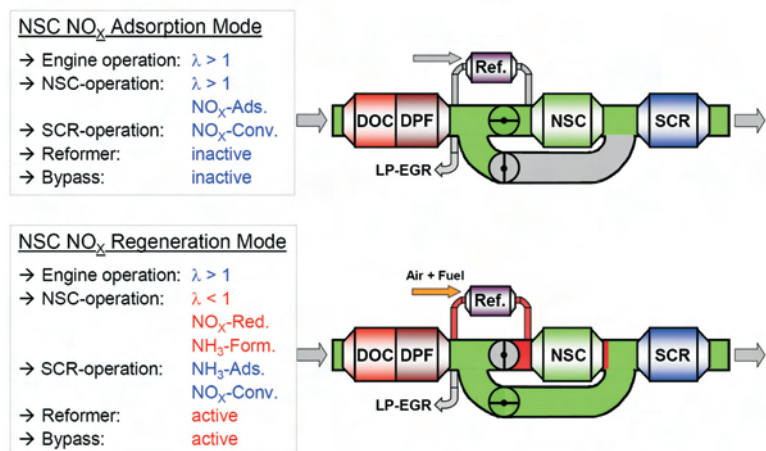 NSC NOX Adsorption Mode
→ Engine operation: λ > 1
→ NSC-operation: λ > 1
NOX-Ads.
→ SCR-operation: NOX-Conv.
→ Reformer: inactive
→ Bypass: inactive
Ref.
DOC DPF NSC SCR
LP-EGR
NSC NOX Regeneration Mode
→ Engine operation: λ > 1
→ NSC-operation: λ < 1
NOX-Red.
NH3-Form.
→ SCR-operation: NH3-Ads.
NOX-Conv.
→ Reformer: active
→ Bypass: active
Air + Fuel
Ref.
DOC DPF NSC SCR
LP-EGR